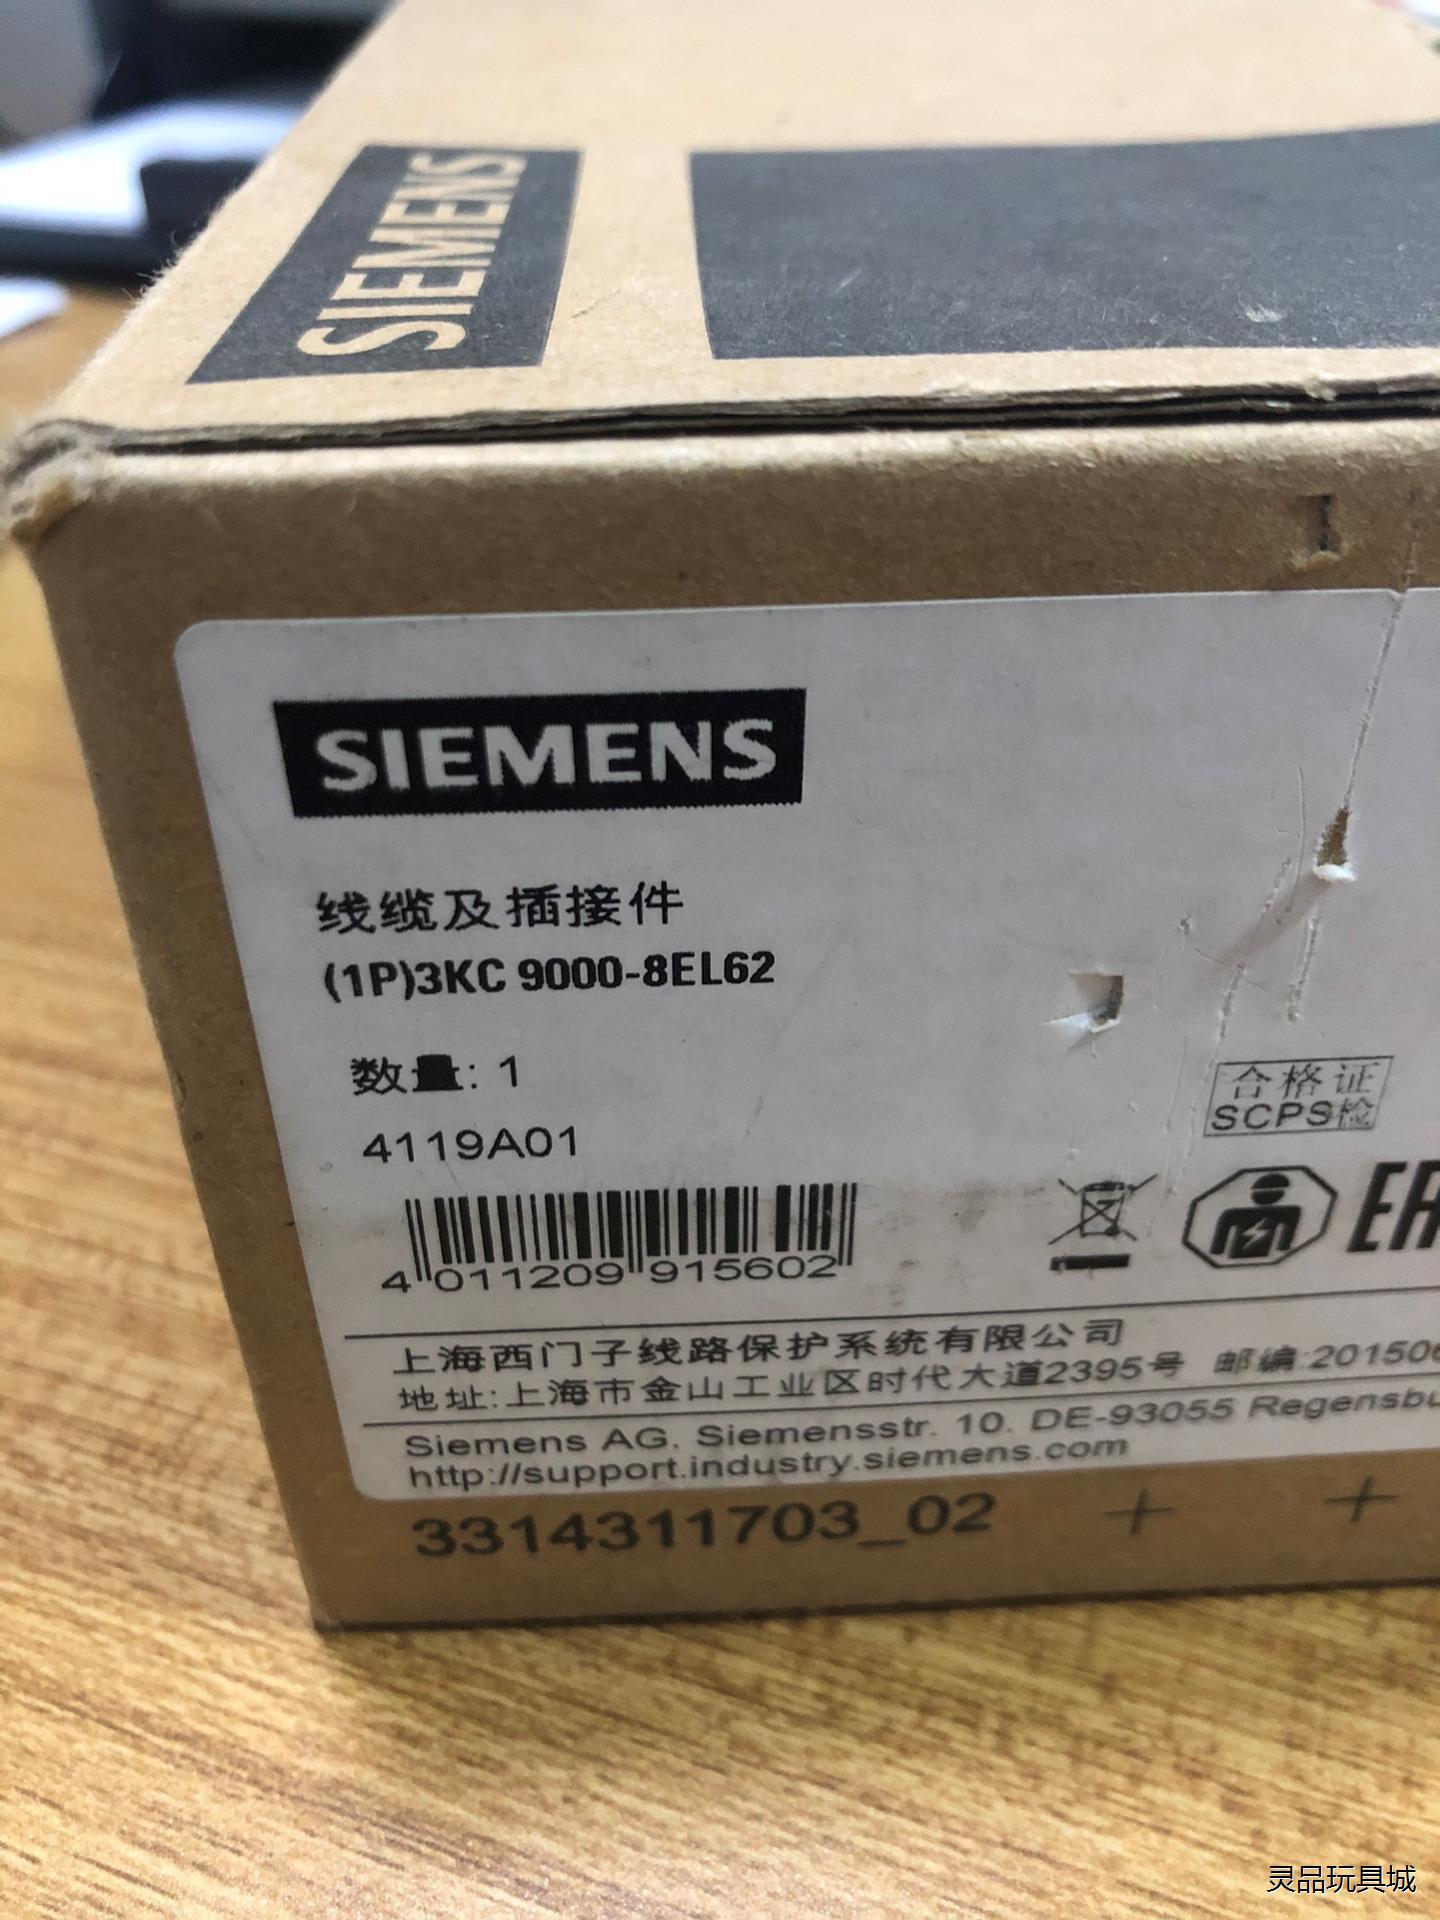 SIEMENS
SIEMENS
线缆及插接件
(1P)3KC 9000-8EL62
数量: 1
4119A01
合格证
SCPS检
4 011209 915602
上海西门子线路保护系统有限公司
地址:上海市金山工业区时代大道2395号 邮编:201506
Siemens AG. Siemensstr. 10. DE-93055 Regensbu
http://support.industry.siemens.com
3314311703_02
灵品玩具城